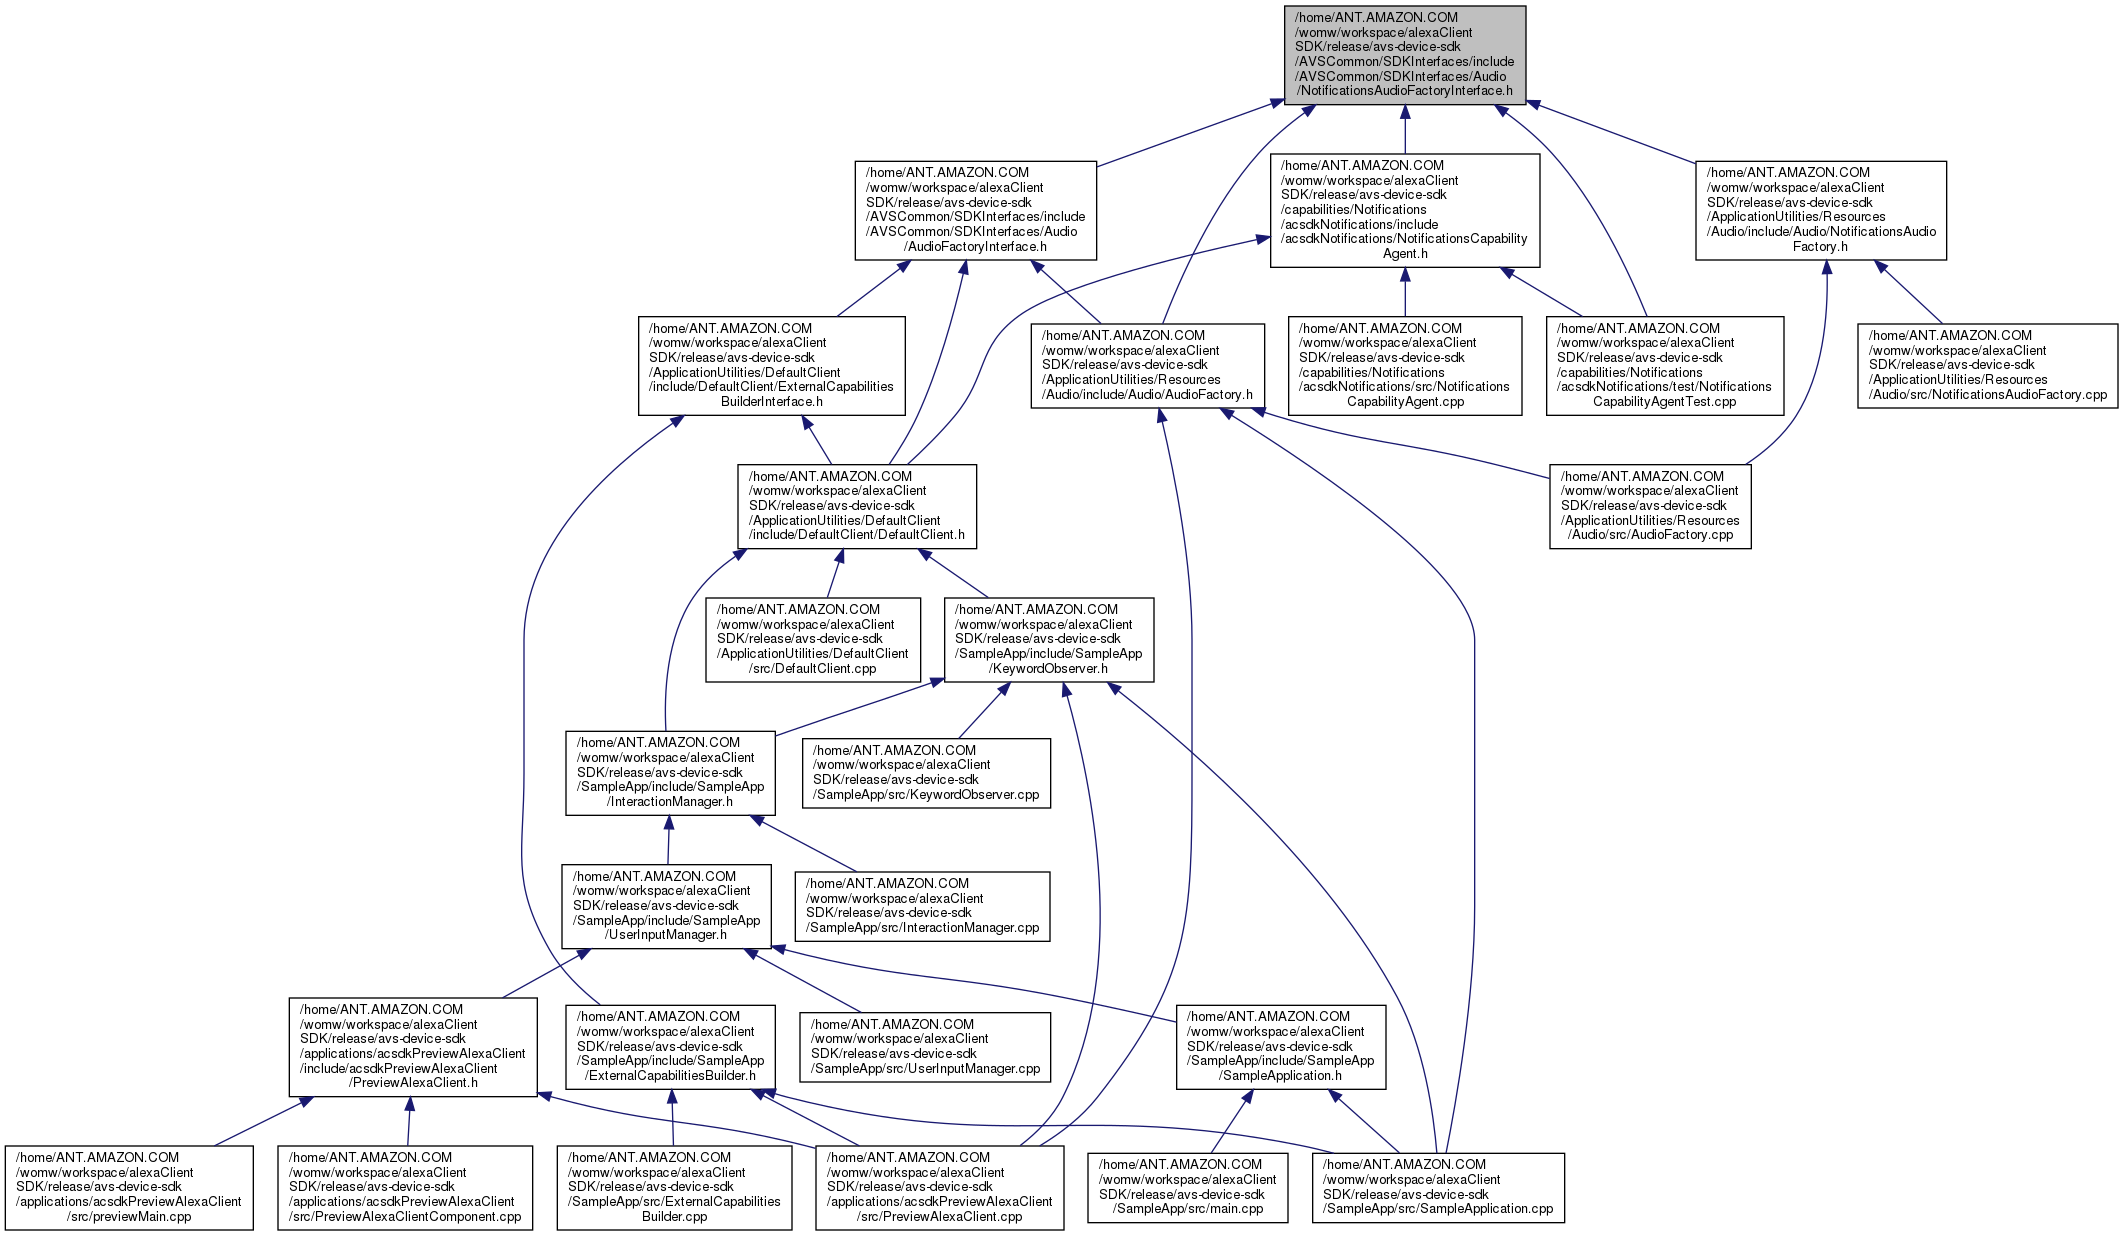 /home/ANT.AMAZON.COM
/womw/workspace/alexaClient
SDK/release/avs-device-sdk
/AVSCommon/SDKInterfaces/include
/AVSCommon/SDKInterfaces/Audio
/NotificationsAudioFactoryInterface.h
/home/ANT.AMAZON.COM
/womw/workspace/alexaClient
SDK/release/avs-device-sdk
/AVSCommon/SDKInterfaces/include
/AVSCommon/SDKInterfaces/Audio
/AudioFactoryInterface.h
/home/ANT.AMAZON.COM
/womw/workspace/alexaClient
SDK/release/avs-device-sdk
/capabilities/Notifications
/acsdkNotifications/include
/acsdkNotifications/NotificationsCapability
Agent.h
/home/ANT.AMAZON.COM
/womw/workspace/alexaClient
SDK/release/avs-device-sdk
/ApplicationUtilities/Resources
/Audio/include/Audio/NotificationsAudio
Factory.h
/home/ANT.AMAZON.COM
/womw/workspace/alexaClient
SDK/release/avs-device-sdk
/ApplicationUtilities/DefaultClient
/include/DefaultClient/ExternalCapabilities
BuilderInterface.h
/home/ANT.AMAZON.COM
/womw/workspace/alexaClient
SDK/release/avs-device-sdk
/ApplicationUtilities/Resources
/Audio/include/Audio/AudioFactory.h
/home/ANT.AMAZON.COM
/womw/workspace/alexaClient
SDK/release/avs-device-sdk
/capabilities/Notifications
/acsdkNotifications/src/Notifications
CapabilityAgent.cpp
/home/ANT.AMAZON.COM
/womw/workspace/alexaClient
SDK/release/avs-device-sdk
/capabilities/Notifications
/acsdkNotifications/test/Notifications
CapabilityAgentTest.cpp
/home/ANT.AMAZON.COM
/womw/workspace/alexaClient
SDK/release/avs-device-sdk
/ApplicationUtilities/Resources
/Audio/src/NotificationsAudioFactory.cpp
/home/ANT.AMAZON.COM
/womw/workspace/alexaClient
SDK/release/avs-device-sdk
/ApplicationUtilities/DefaultClient
/include/DefaultClient/DefaultClient.h
/home/ANT.AMAZON.COM
/womw/workspace/alexaClient
SDK/release/avs-device-sdk
/ApplicationUtilities/Resources
/Audio/src/AudioFactory.cpp
/home/ANT.AMAZON.COM
/womw/workspace/alexaClient
SDK/release/avs-device-sdk
/ApplicationUtilities/DefaultClient
/src/DefaultClient.cpp
/home/ANT.AMAZON.COM
/womw/workspace/alexaClient
SDK/release/avs-device-sdk
/SampleApp/include/SampleApp
/KeywordObserver.h
/home/ANT.AMAZON.COM
/womw/workspace/alexaClient
SDK/release/avs-device-sdk
/SampleApp/include/SampleApp
/InteractionManager.h
/home/ANT.AMAZON.COM
/womw/workspace/alexaClient
SDK/release/avs-device-sdk
/SampleApp/src/KeywordObserver.cpp
/home/ANT.AMAZON.COM
/womw/workspace/alexaClient
SDK/release/avs-device-sdk
/SampleApp/include/SampleApp
/UserInputManager.h
/home/ANT.AMAZON.COM
/womw/workspace/alexaClient
SDK/release/avs-device-sdk
/SampleApp/src/InteractionManager.cpp
/home/ANT.AMAZON.COM
/womw/workspace/alexaClient
SDK/release/avs-device-sdk
/applications/acsdkPreviewAlexaClient
/include/acsdkPreviewAlexaClient
/PreviewAlexaClient.h
/home/ANT.AMAZON.COM
/womw/workspace/alexaClient
SDK/release/avs-device-sdk
/SampleApp/include/SampleApp
/ExternalCapabilitiesBuilder.h
/home/ANT.AMAZON.COM
/womw/workspace/alexaClient
SDK/release/avs-device-sdk
/SampleApp/src/UserInputManager.cpp
/home/ANT.AMAZON.COM
/womw/workspace/alexaClient
SDK/release/avs-device-sdk
/SampleApp/include/SampleApp
/SampleApplication.h
/home/ANT.AMAZON.COM
/womw/workspace/alexaClient
SDK/release/avs-device-sdk
/applications/acsdkPreviewAlexaClient
/src/previewMain.cpp
/home/ANT.AMAZON.COM
/womw/workspace/alexaClient
SDK/release/avs-device-sdk
/applications/acsdkPreviewAlexaClient
/src/PreviewAlexaClientComponent.cpp
/home/ANT.AMAZON.COM
/womw/workspace/alexaClient
SDK/release/avs-device-sdk
/SampleApp/src/ExternalCapabilities
Builder.cpp
/home/ANT.AMAZON.COM
/womw/workspace/alexaClient
SDK/release/avs-device-sdk
/applications/acsdkPreviewAlexaClient
/src/PreviewAlexaClient.cpp
/home/ANT.AMAZON.COM
/womw/workspace/alexaClient
SDK/release/avs-device-sdk
/SampleApp/src/main.cpp
/home/ANT.AMAZON.COM
/womw/workspace/alexaClient
SDK/release/avs-device-sdk
/SampleApp/src/SampleApplication.cpp